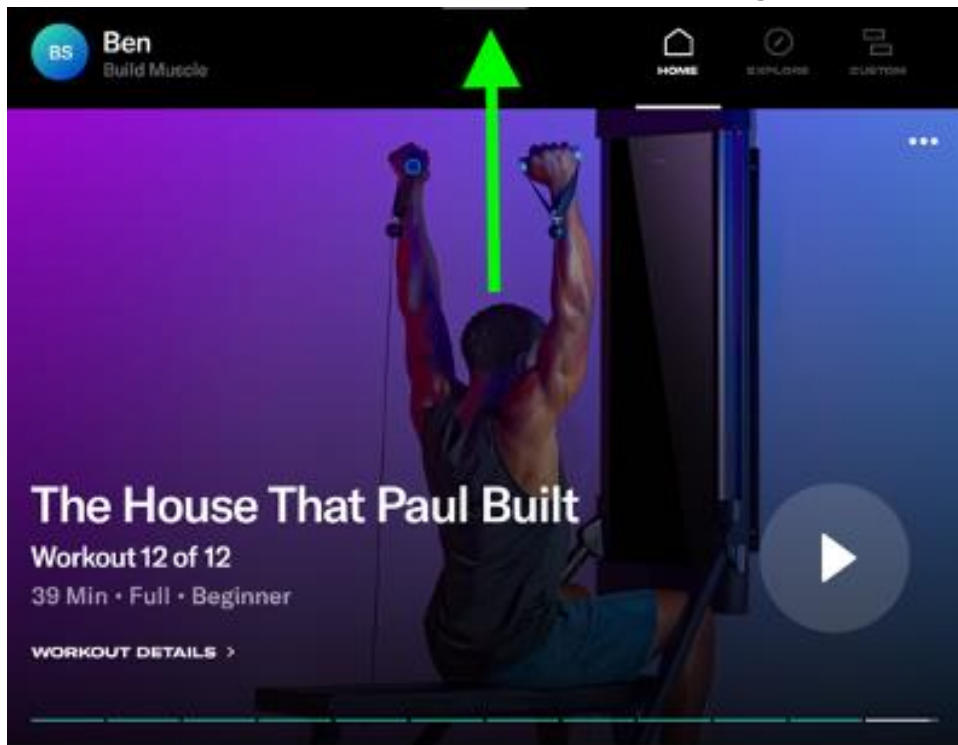 BS
Ben
Build Muscle
HOME
EXPLORE
CUSTOM
The House That Paul Built
Workout 12 of 12
39 Min • Full • Beginner
WORKOUT DETAILS >